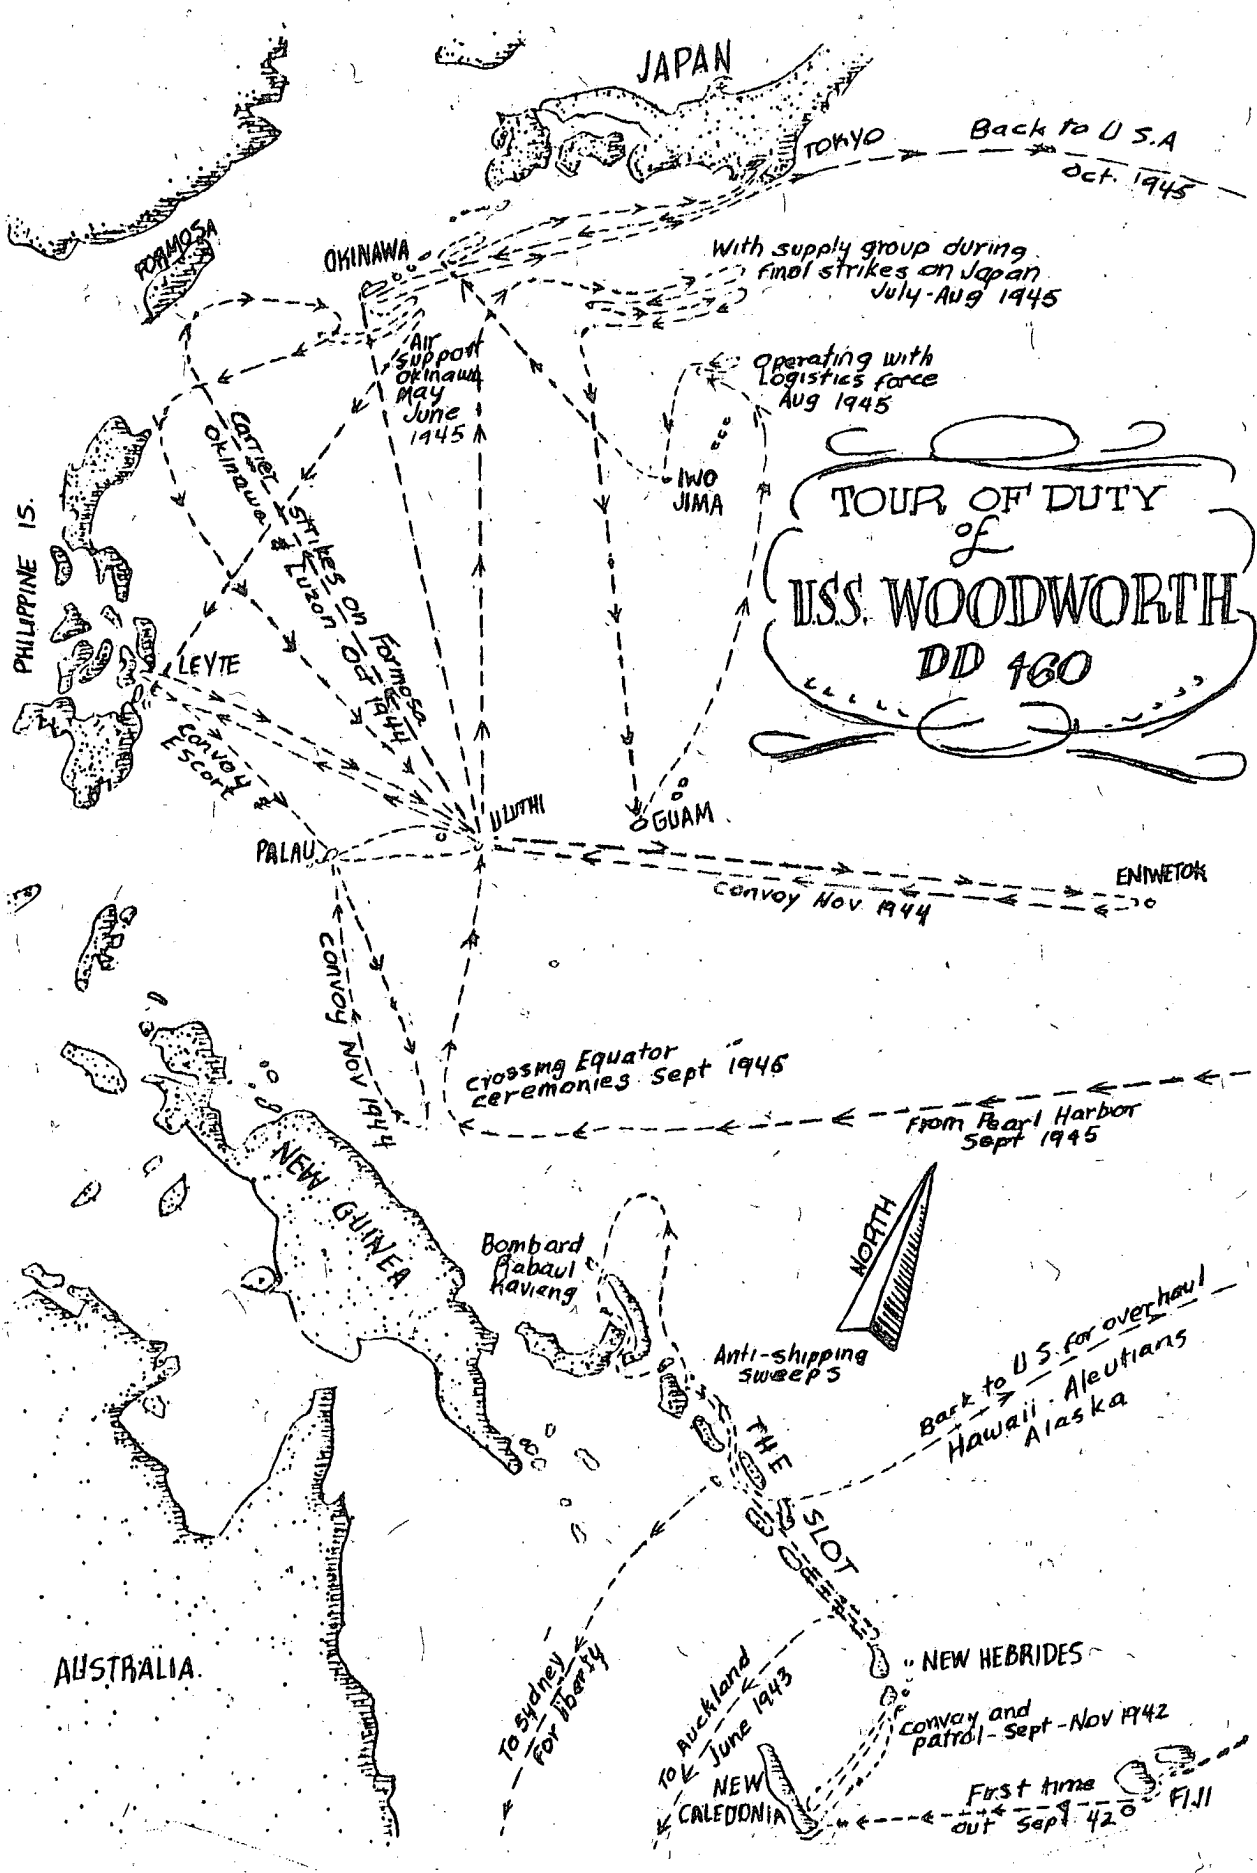 JAPAN
TOKYO
Back to U S.A
Oct. 1945
FORMOSA
OKINAWA
With supply group during
final strikes on Japan
July-Aug 1945
Air
support
Okinawa
May
June
1945
Operating with
Logistics force
Aug 1945
IWO
JIMA
TOUR OF DUTY
of
U.S.S. WOODWORTH
DD 460
PHILIPPINE IS.
Carrier strikes on Formosa
Okinawa & Luzon Oct 1944
LEYTE
Convoy
Escort
ULUTHI
GUAM
PALAU
ENIWETOK
Convoy Nov 1944
Convoy Nov 1944
Crossing Equator
ceremonies Sept 1945
From Pearl Harbor
Sept 1945
NEW GUINEA
NORTH
Bombard
Rabaul
Kavieng
Anti-shipping
sweeps
Back to U S for overhaul
Hawaii - Aleutians
Alaska
THE SLOT
AUSTRALIA.
To Sydney
for liberty
To Auckland
June 1943
NEW HEBRIDES
convoy and
patrol - Sept - Nov 1942
NEW
CALEDONIA
First time
out Sept 42
FIJI